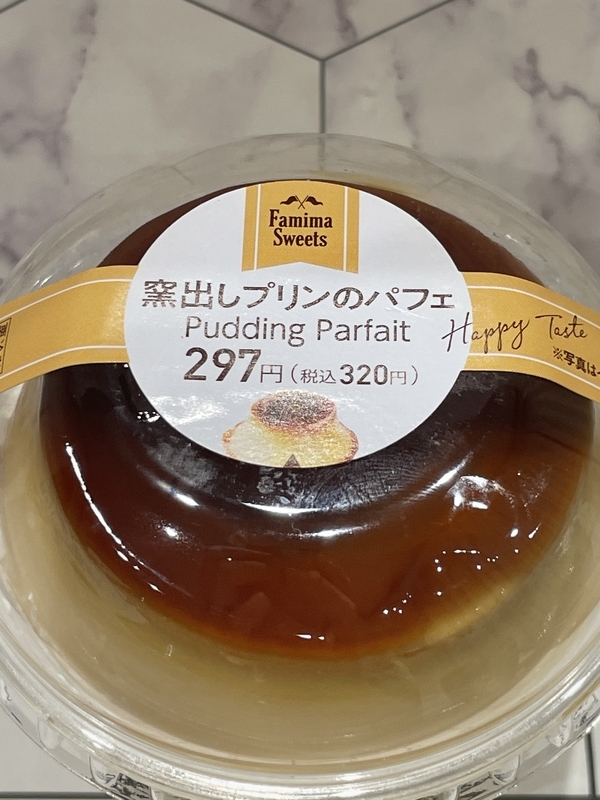 Famima
Sweets
窯出しプリンのパフェ
Pudding Parfait
297円(税込320円)
Happy Taste
※写真は